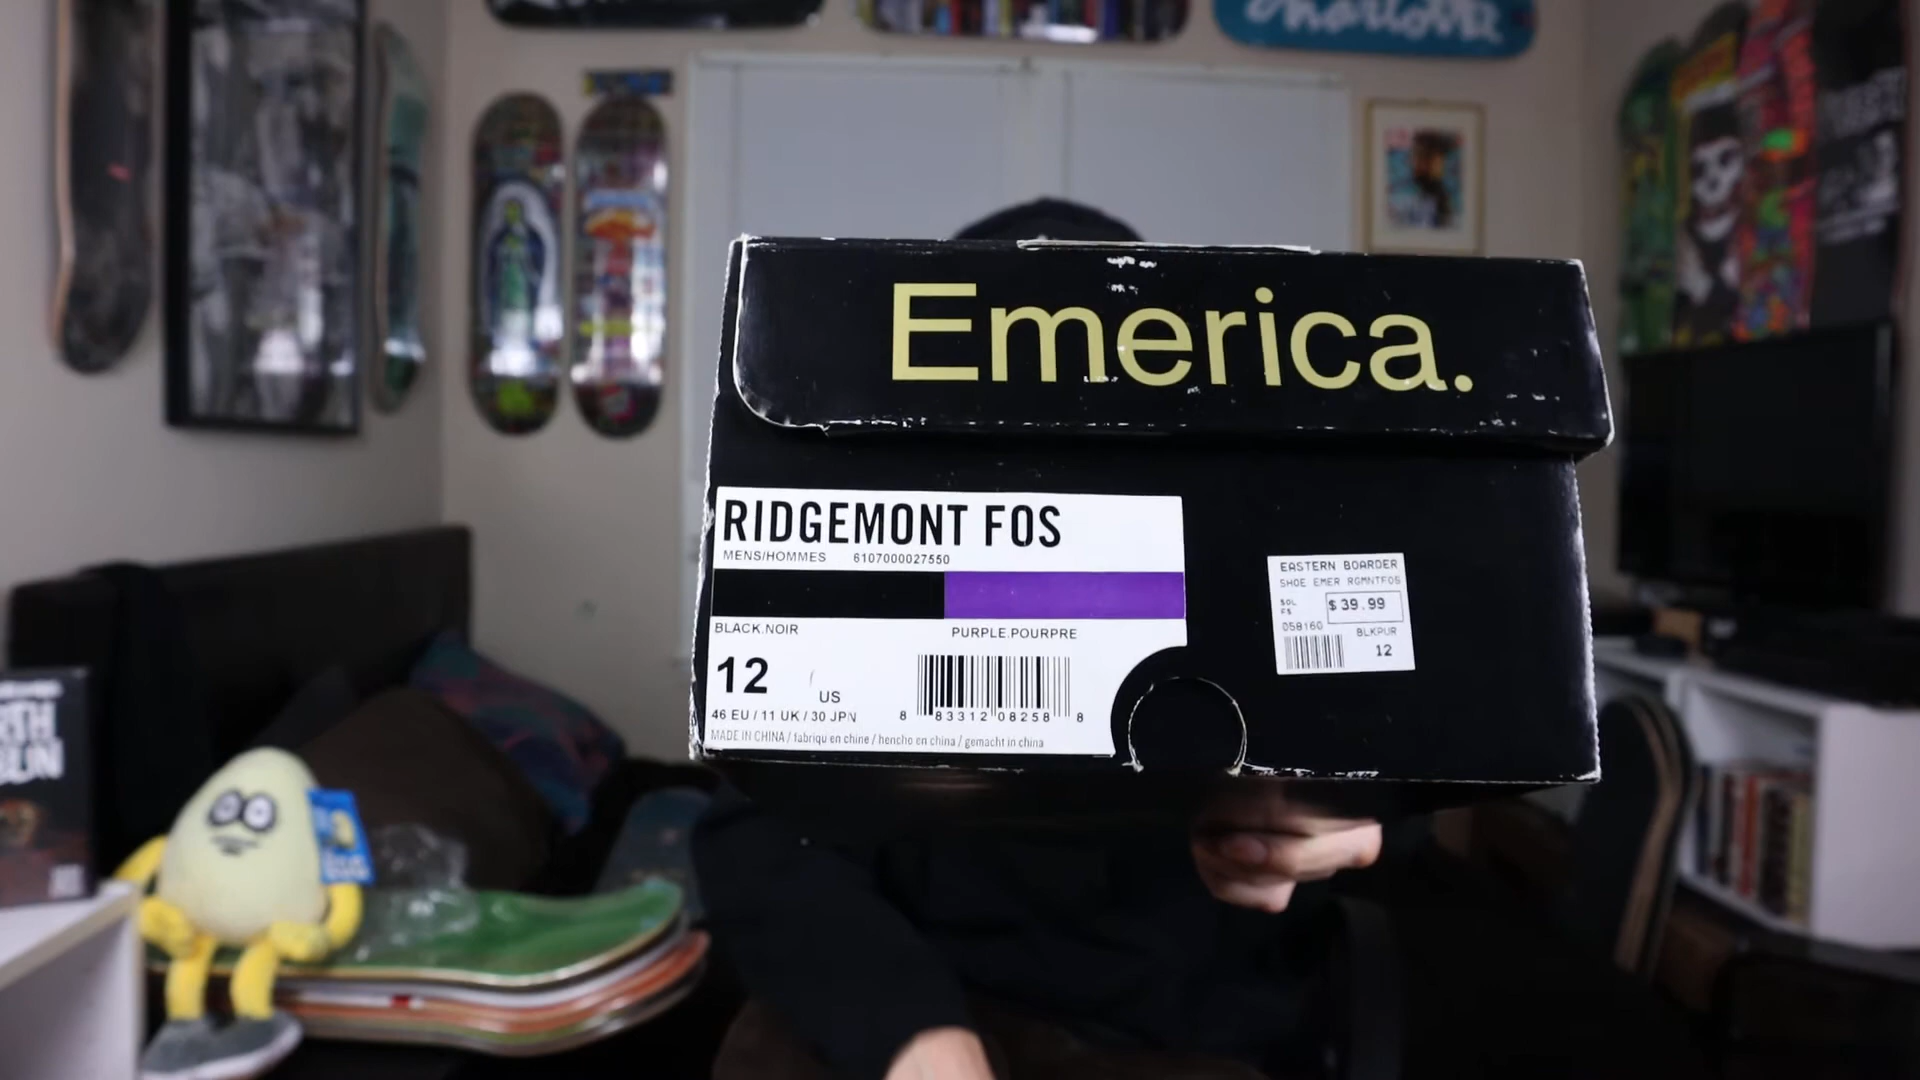 Emerica.
RIDGEMONT FOS
MENS/HOMMES 6107000027550
BLACK.NOIR PURPLE.POURPRE
12 US
46 EU / 11 UK / 30 JPN
8 83312 08258 8
MADE IN CHINA / fabriqu en chine / hencho en china / gemacht in china
EASTERN BOARDER
SHOE EMER RGMNTFOS
$39.99
058160
BLKPUR
12